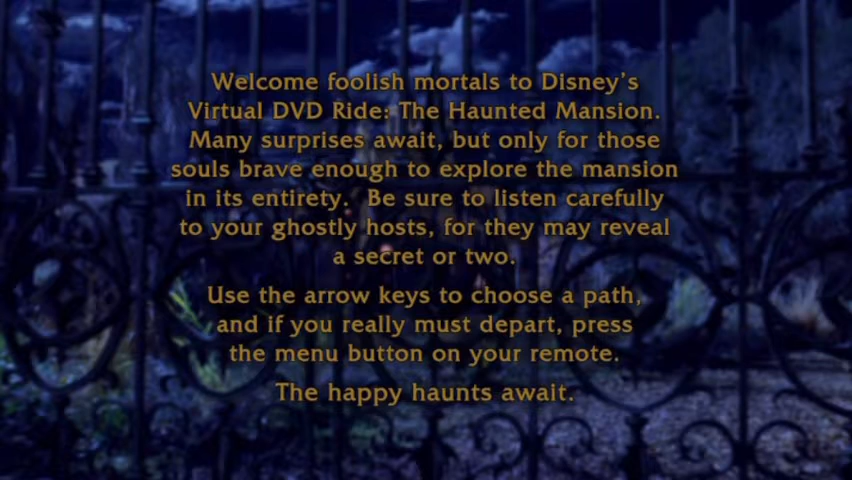 Welcome foolish mortals to Disney's
Virtual DVD Ride: The Haunted Mansion.
Many surprises await, but only for those
souls brave enough to explore the mansion
in its entirety.  Be sure to listen carefully
to your ghostly hosts, for they may reveal
a secret or two.
Use the arrow keys to choose a path,
and if you really must depart, press
the menu button on your remote.
The happy haunts await.